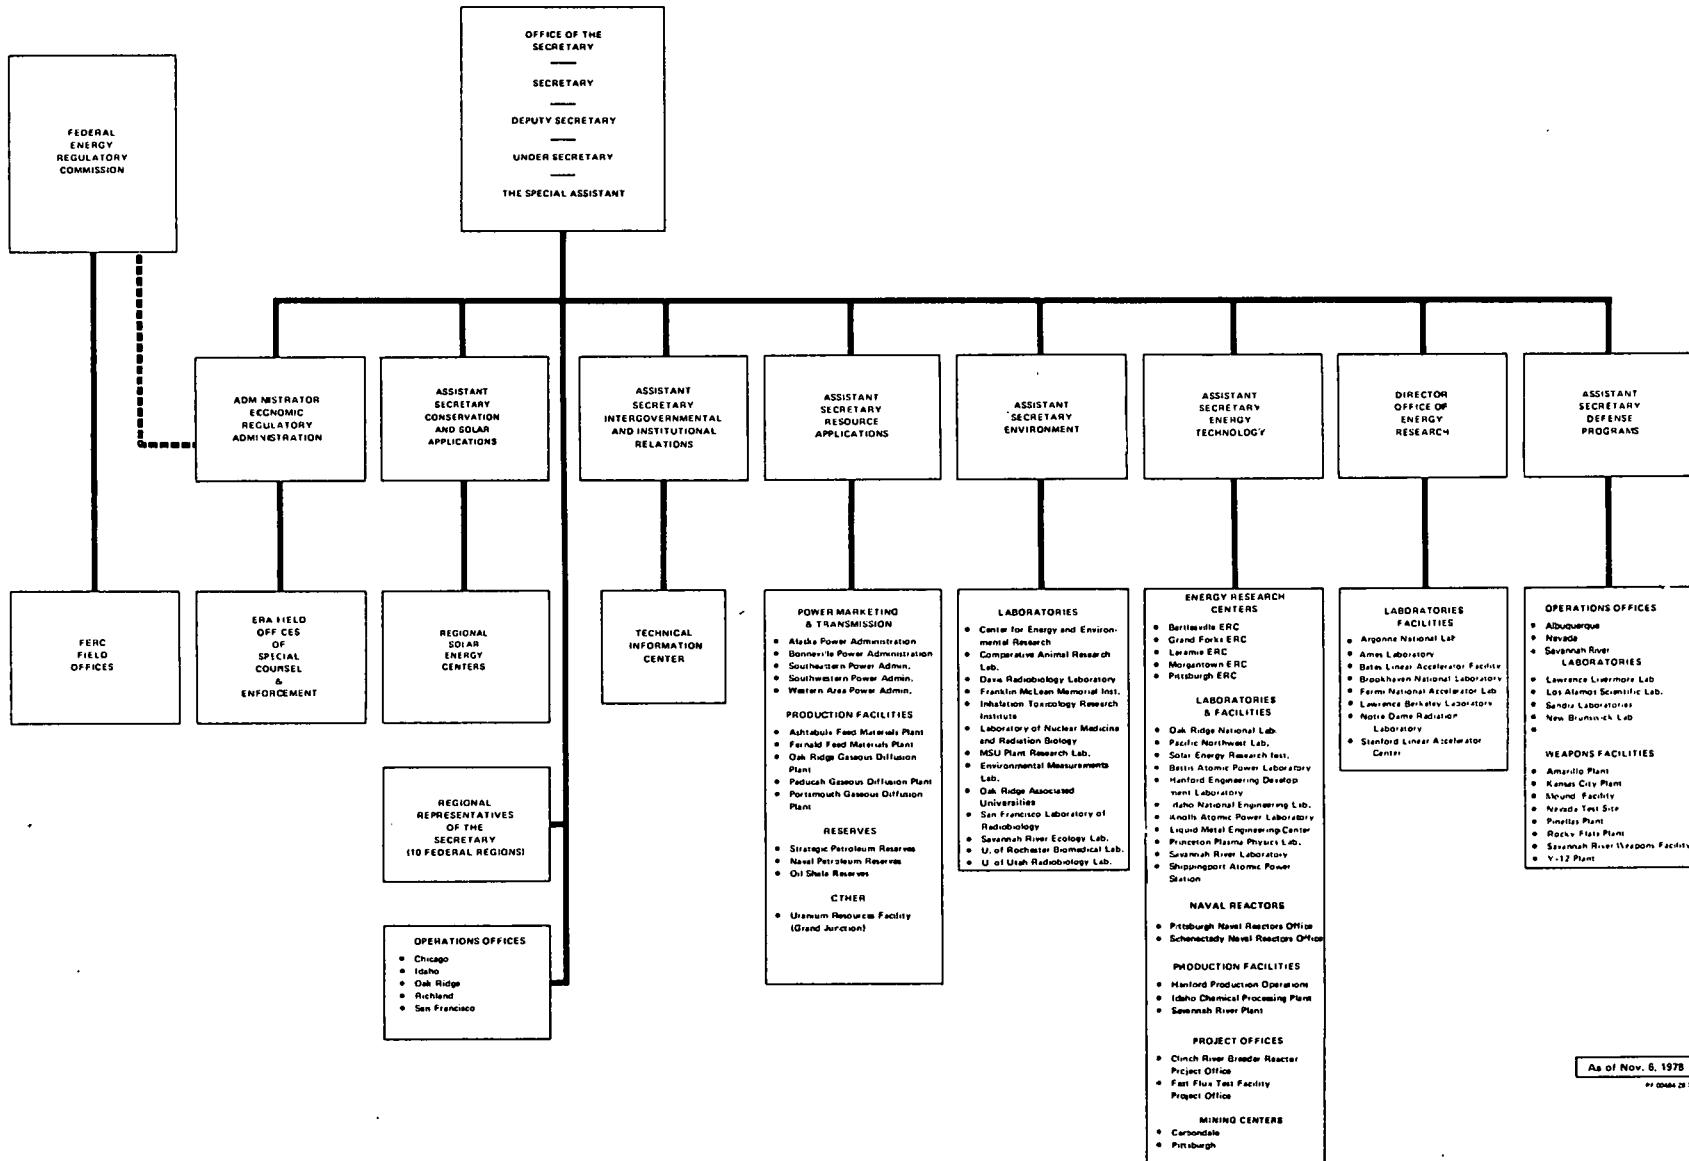 OFFICE OF THE
SECRETARY
SECRETARY
DEPUTY SECRETARY
UNDER SECRETARY
THE SPECIAL ASSISTANT
FEDERAL
ENERGY
REGULATORY
COMMISSION
ADM NISTRATOR
ECONOMIC
REGULATORY
ADMINISTRATION
ASSISTANT
SECRETARY
CONSERVATION
AND SOLAR
APPLICATIONS
ASSISTANT
SECRETARY
INTERGOVERNMENTAL
AND INSTITUTIONAL
RELATIONS
ASSISTANT
SECRETARY
RESOURCE
APPLICATIONS
ASSISTANT
SECRETARY
ENVIRONMENT
ASSISTANT
SECRETARY
ENERGY
TECHNOLOGY
DIRECTOR
OFFICE OF
ENERGY
RESEARCH
ASSISTANT
SECRETARY
DEFENSE
PROGRAMS
FERC
FIELD
OFFICES
ERA FIELD
OFF CES
OF
SPECIAL
COUNSEL
&
ENFORCEMENT
REGIONAL
SOLAR
ENERGY
CENTERS
TECHNICAL
INFORMATION
CENTER
POWER MARKETING
& TRANSMISSION
• Alaska Power Administration
• Bonneville Power Administration
• Southeastern Power Admin.
• Southwestern Power Admin.
• Western Area Power Admin.
PRODUCTION FACILITIES
• Ashtabula Feed Materials Plant
• Fernald Feed Materials Plant
• Oak Ridge Gaseous Diffusion
Plant
• Paducah Gaseous Diffusion Plant
• Portsmouth Gaseous Diffusion
Plant
RESERVES
• Strategic Petroleum Reserves
• Naval Petroleum Reserves
• Oil Shale Reserves
OTHER
• Uranium Resources Facility
(Grand Junction)
LABORATORIES
• Center for Energy and Environ-
mental Research
• Comparative Animal Research
Lab.
• Davis Radiobiology Laboratory
• Franklin McLean Memorial Inst.
• Inhalation Toxicology Research
Institute
• Laboratory of Nuclear Medicine
and Radiation Biology
• MSU Plant Research Lab.
• Environmental Measurements
Lab.
• Oak Ridge Associated
Universities
• San Francisco Laboratory of
Radiobiology
• Savannah River Ecology Lab.
• U. of Rochester Biomedical Lab.
• U. of Utah Radiobiology Lab.
ENERGY RESEARCH
CENTERS
• Bartlesville ERC
• Grand Forks ERC
• Laramie ERC
• Morgantown ERC
• Pittsburgh ERC
LABORATORIES
& FACILITIES
• Oak Ridge National Lab.
• Pacific Northwest Lab.
• Solar Energy Research Inst.
• Bettis Atomic Power Laboratory
• Hanford Engineering Develop
ment Laboratory
• Idaho National Engineering Lab.
• Knolls Atomic Power Laboratory
• Liquid Metal Engineering Center
• Princeton Plasma Physics Lab.
• Savannah River Laboratory
• Shippingport Atomic Power
Station
NAVAL REACTORS
• Pittsburgh Naval Reactors Office
• Schenectady Naval Reactors Office
PRODUCTION FACILITIES
• Hanford Production Operations
• Idaho Chemical Processing Plant
• Savannah River Plant
PROJECT OFFICES
• Clinch River Breeder Reactor
Project Office
• Fast Flux Test Facility
Project Office
MINING CENTERS
• Carbondale
• Pittsburgh
LABORATORIES
FACILITIES
• Argonne National Lab
• Ames Laboratory
• Bates Linear Accelerator Facility
• Brookhaven National Laboratory
• Fermi National Accelerator Lab
• Lawrence Berkeley Laboratory
• Notre Dame Radiation
Laboratory
• Stanford Linear Accelerator
Center
OPERATIONS OFFICES
• Albuquerque
• Nevada
• Savannah River
LABORATORIES
• Lawrence Livermore Lab
• Los Alamos Scientific Lab.
• Sandia Laboratories
• New Brunswick Lab
•
WEAPONS FACILITIES
• Amarillo Plant
• Kansas City Plant
• Mound Facility
• Nevada Test Site
• Pinellas Plant
• Rocky Flats Plant
• Savannah River Weapons Facility
• Y-12 Plant
REGIONAL
REPRESENTATIVES
OF THE
SECRETARY
(10 FEDERAL REGIONS)
OPERATIONS OFFICES
• Chicago
• Idaho
• Oak Ridge
• Richland
• San Francisco
As of Nov. 6, 1978